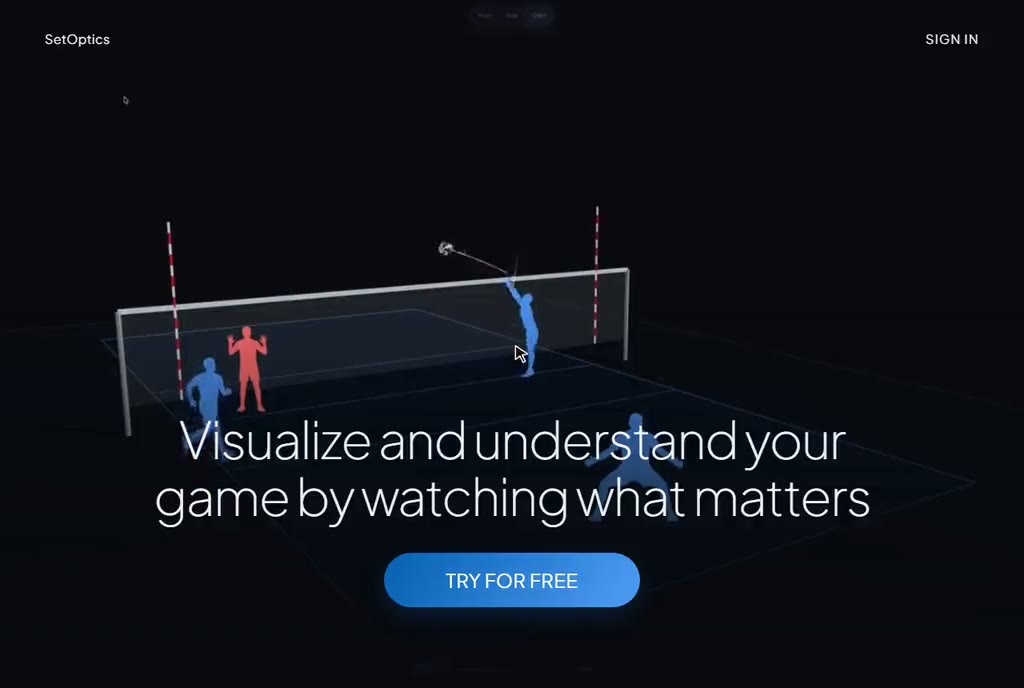 SetOptics
SIGN IN
Visualize and understand your
game by watching what matters
TRY FOR FREE